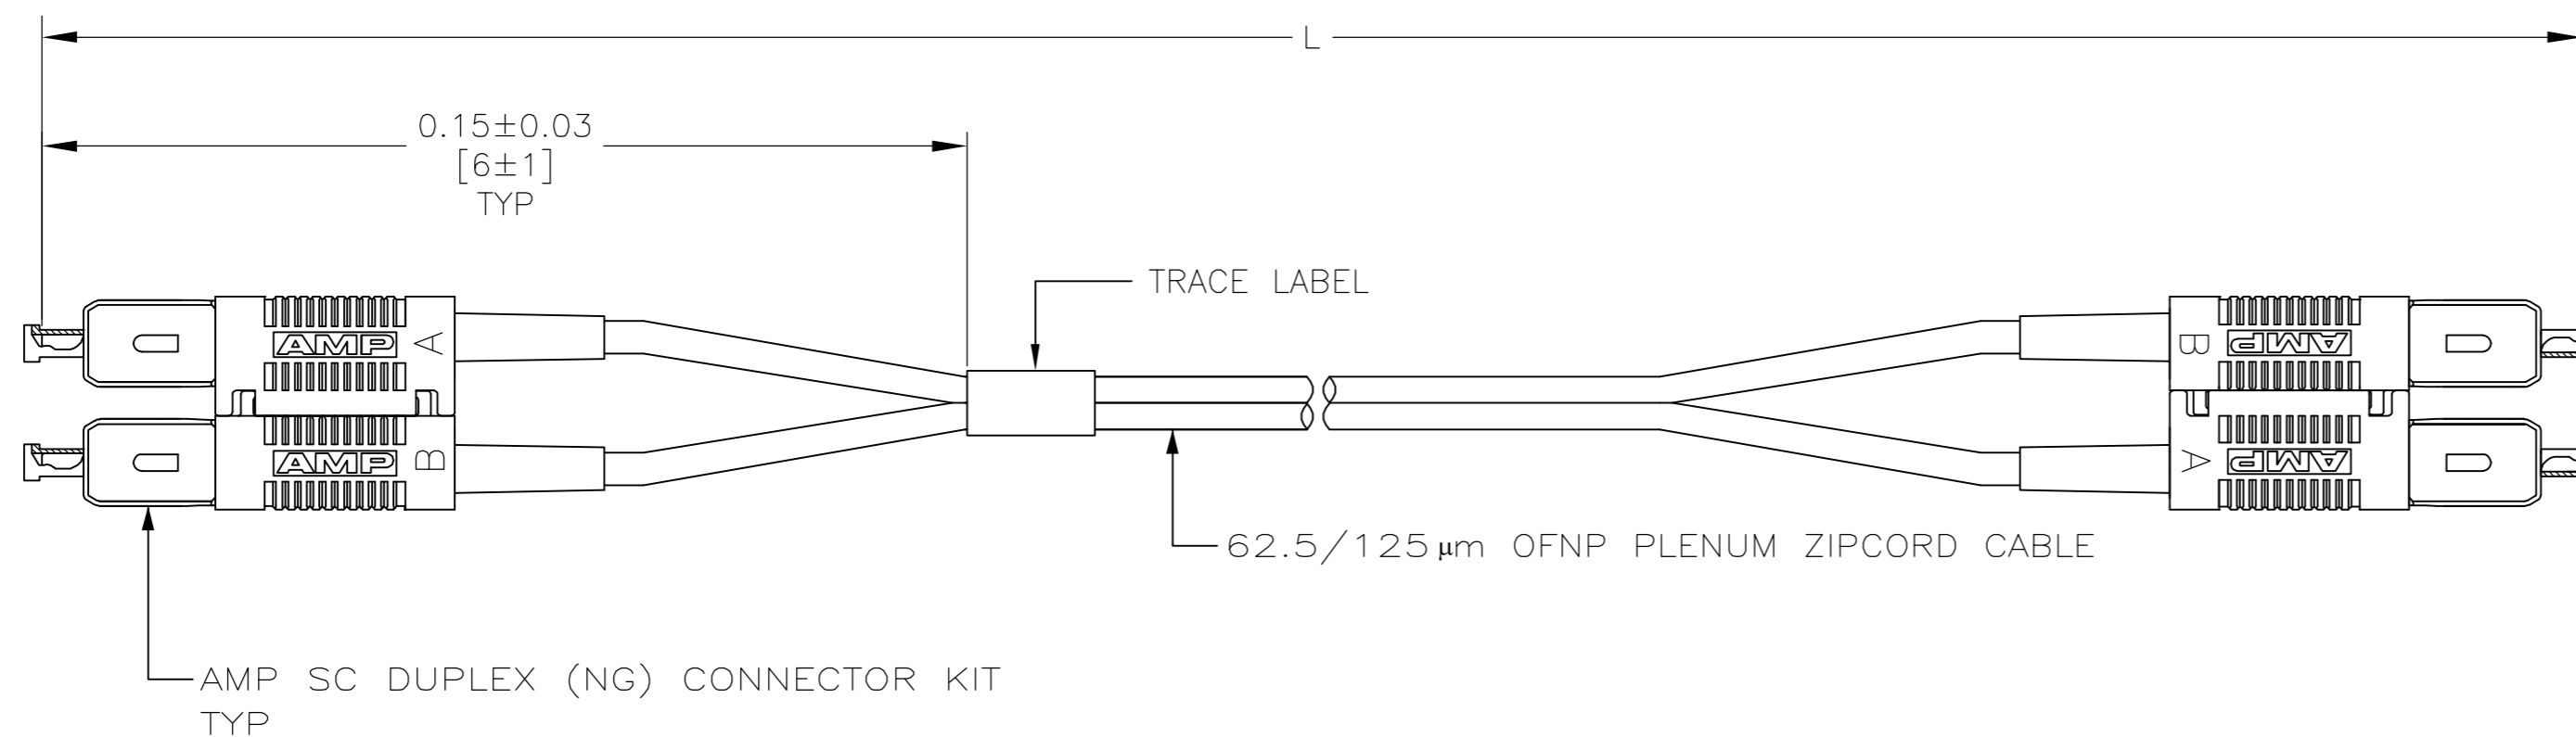 L
0.15±0.03
[6±1]
TYP
TRACE LABEL
AMP A
AMP B
B AMP
A AMP
62.5/125μm OFNP PLENUM ZIPCORD CABLE
AMP SC DUPLEX (NG) CONNECTOR KIT
TYP